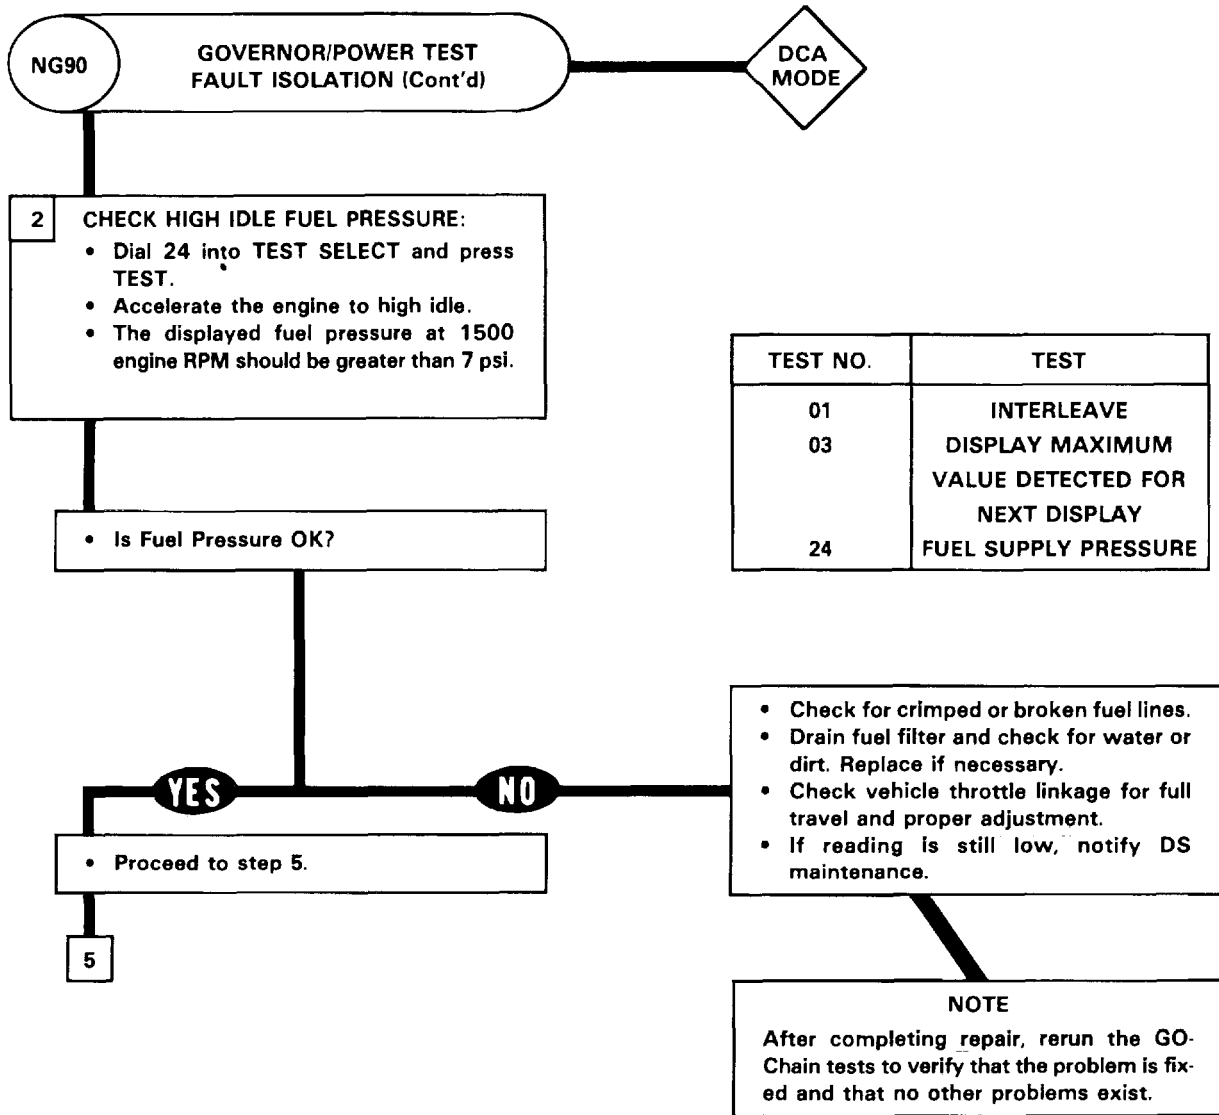 NG90
GOVERNOR/POWER TEST
FAULT ISOLATION (Cont'd)
DCA
MODE
2
CHECK HIGH IDLE FUEL PRESSURE:
• Dial 24 into TEST SELECT and press
TEST.
• Accelerate the engine to high idle.
• The displayed fuel pressure at 1500
engine RPM should be greater than 7 psi.
TEST NO. TEST
01 INTERLEAVE
03 DISPLAY MAXIMUM
VALUE DETECTED FOR
NEXT DISPLAY
24 FUEL SUPPLY PRESSURE
• Is Fuel Pressure OK?
YES
NO
• Proceed to step 5.
5
• Check for crimped or broken fuel lines.
• Drain fuel filter and check for water or
dirt. Replace if necessary.
• Check vehicle throttle linkage for full
travel and proper adjustment.
• If reading is still low, notify DS
maintenance.
NOTE
After completing repair, rerun the GO-
Chain tests to verify that the problem is fix-
ed and that no other problems exist.